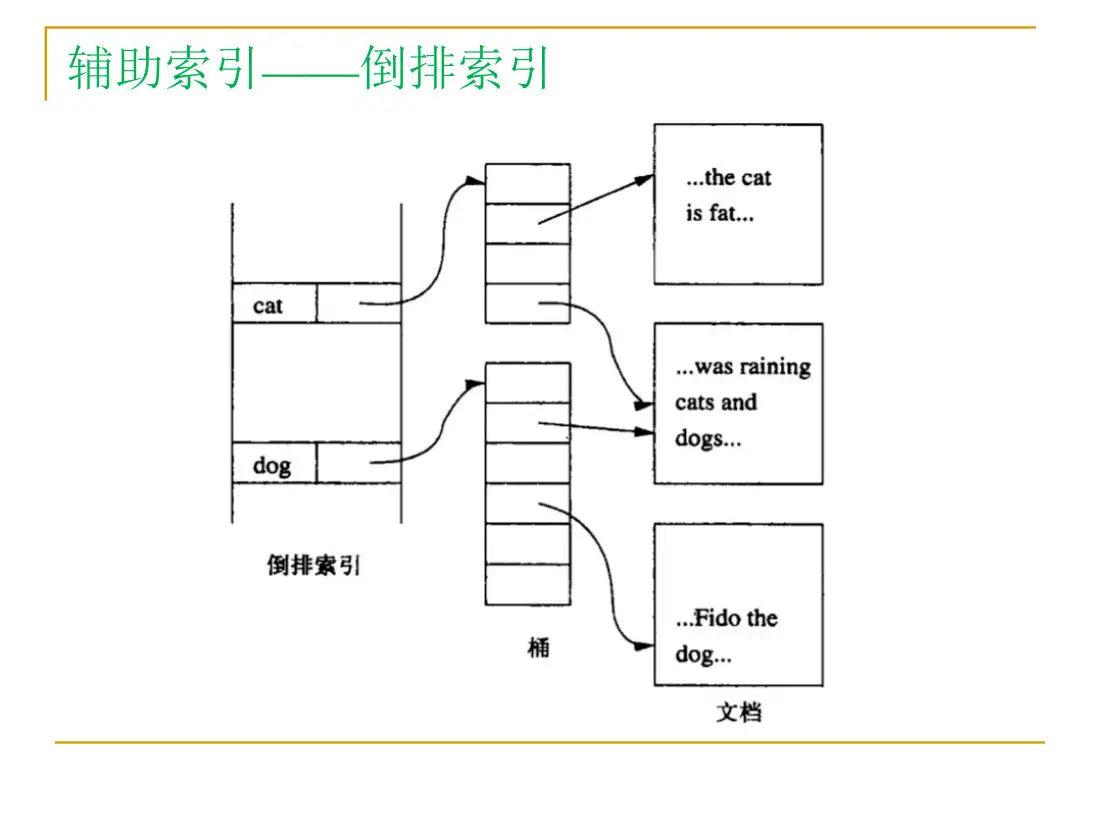 辅助索引——倒排索引
...the cat
is fat...
cat
...was raining
cats and
dogs...
dog
倒排索引
...Fido the
dog...
桶
文档